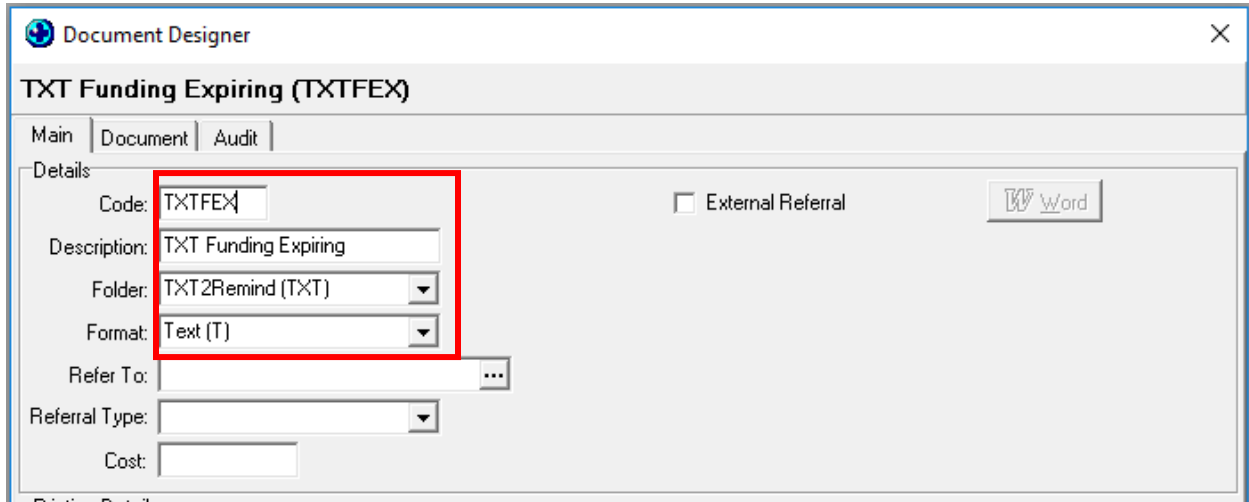 Document Designer
TXT Funding Expiring (TXTFEX)
Main Document Audit
Details
Code: TXTFEX External Referral Word
Description: TXT Funding Expiring
Folder: TXT2Remind (TXT)
Format: Text (T)
Refer To: ...
Referral Type:
Cost: